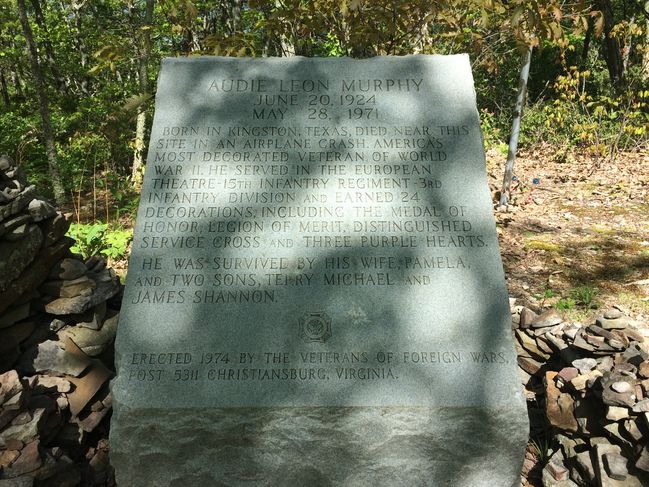 AUDIE LEON MURPHY
JUNE 20, 1924
MAY 28, 1971
BORN IN KINGSTON, TEXAS, DIED NEAR THIS
SITE IN AN AIRPLANE CRASH. AMERICA'S
MOST DECORATED VETERAN OF WORLD
WAR II. HE SERVED IN THE EUROPEAN
THEATRE-15TH INFANTRY REGIMENT-3RD
INFANTRY DIVISION AND EARNED 24
DECORATIONS, INCLUDING THE MEDAL OF
HONOR, LEGION OF MERIT, DISTINGUISHED
SERVICE CROSS AND THREE PURPLE HEARTS.
HE WAS SURVIVED BY HIS WIFE, PAMELA,
AND TWO SONS, TERRY MICHAEL AND
JAMES SHANNON.
ERECTED 1974 BY THE VETERANS OF FOREIGN WARS,
POST 5311 CHRISTIANSBURG, VIRGINIA.